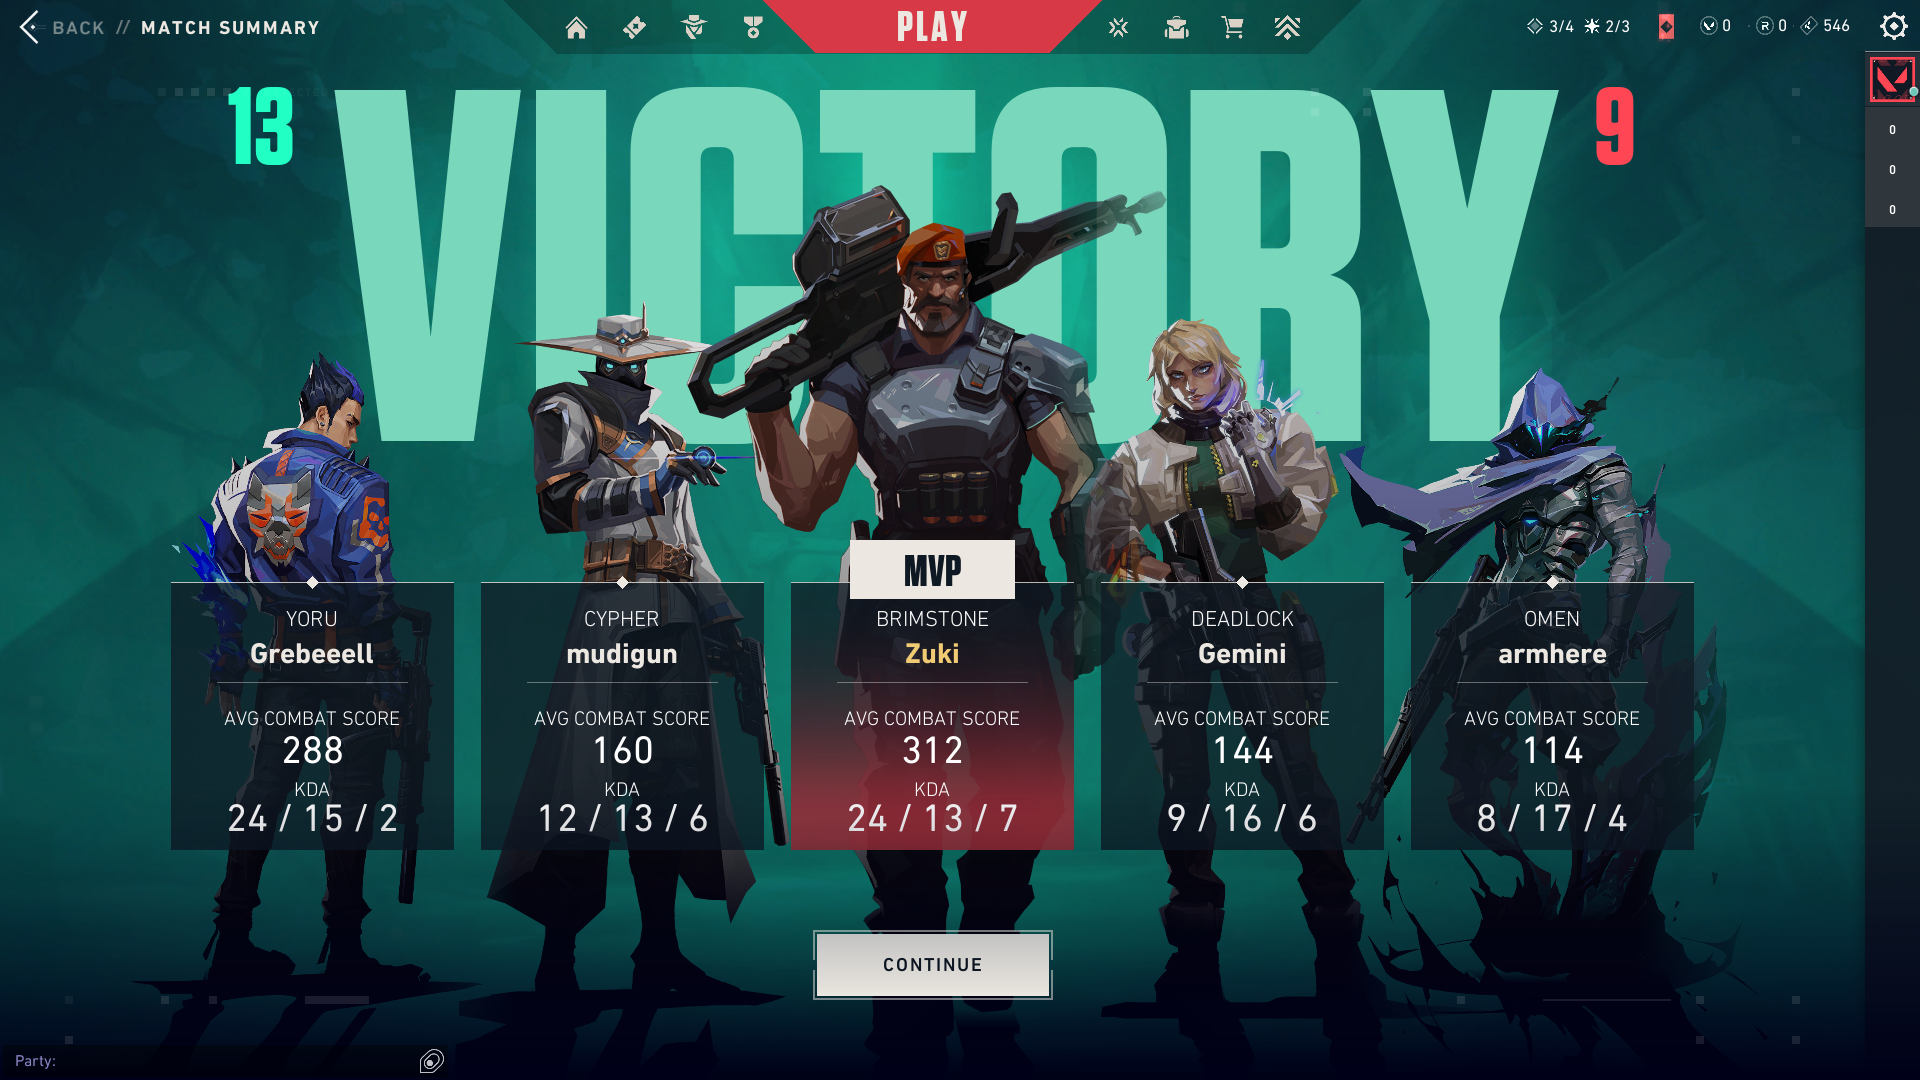 BACK // MATCH SUMMARY
PLAY
3/4 2/3 0 0 546
13 VICTORY 9
0
0
0
MVP
YORU
Grebeeell
AVG COMBAT SCORE
288
KDA
24 / 15 / 2
CYPHER
mudigun
AVG COMBAT SCORE
160
KDA
12 / 13 / 6
BRIMSTONE
Zuki
AVG COMBAT SCORE
312
KDA
24 / 13 / 7
DEADLOCK
Gemini
AVG COMBAT SCORE
144
KDA
9 / 16 / 6
OMEN
armhere
AVG COMBAT SCORE
114
KDA
8 / 17 / 4
CONTINUE
Party: